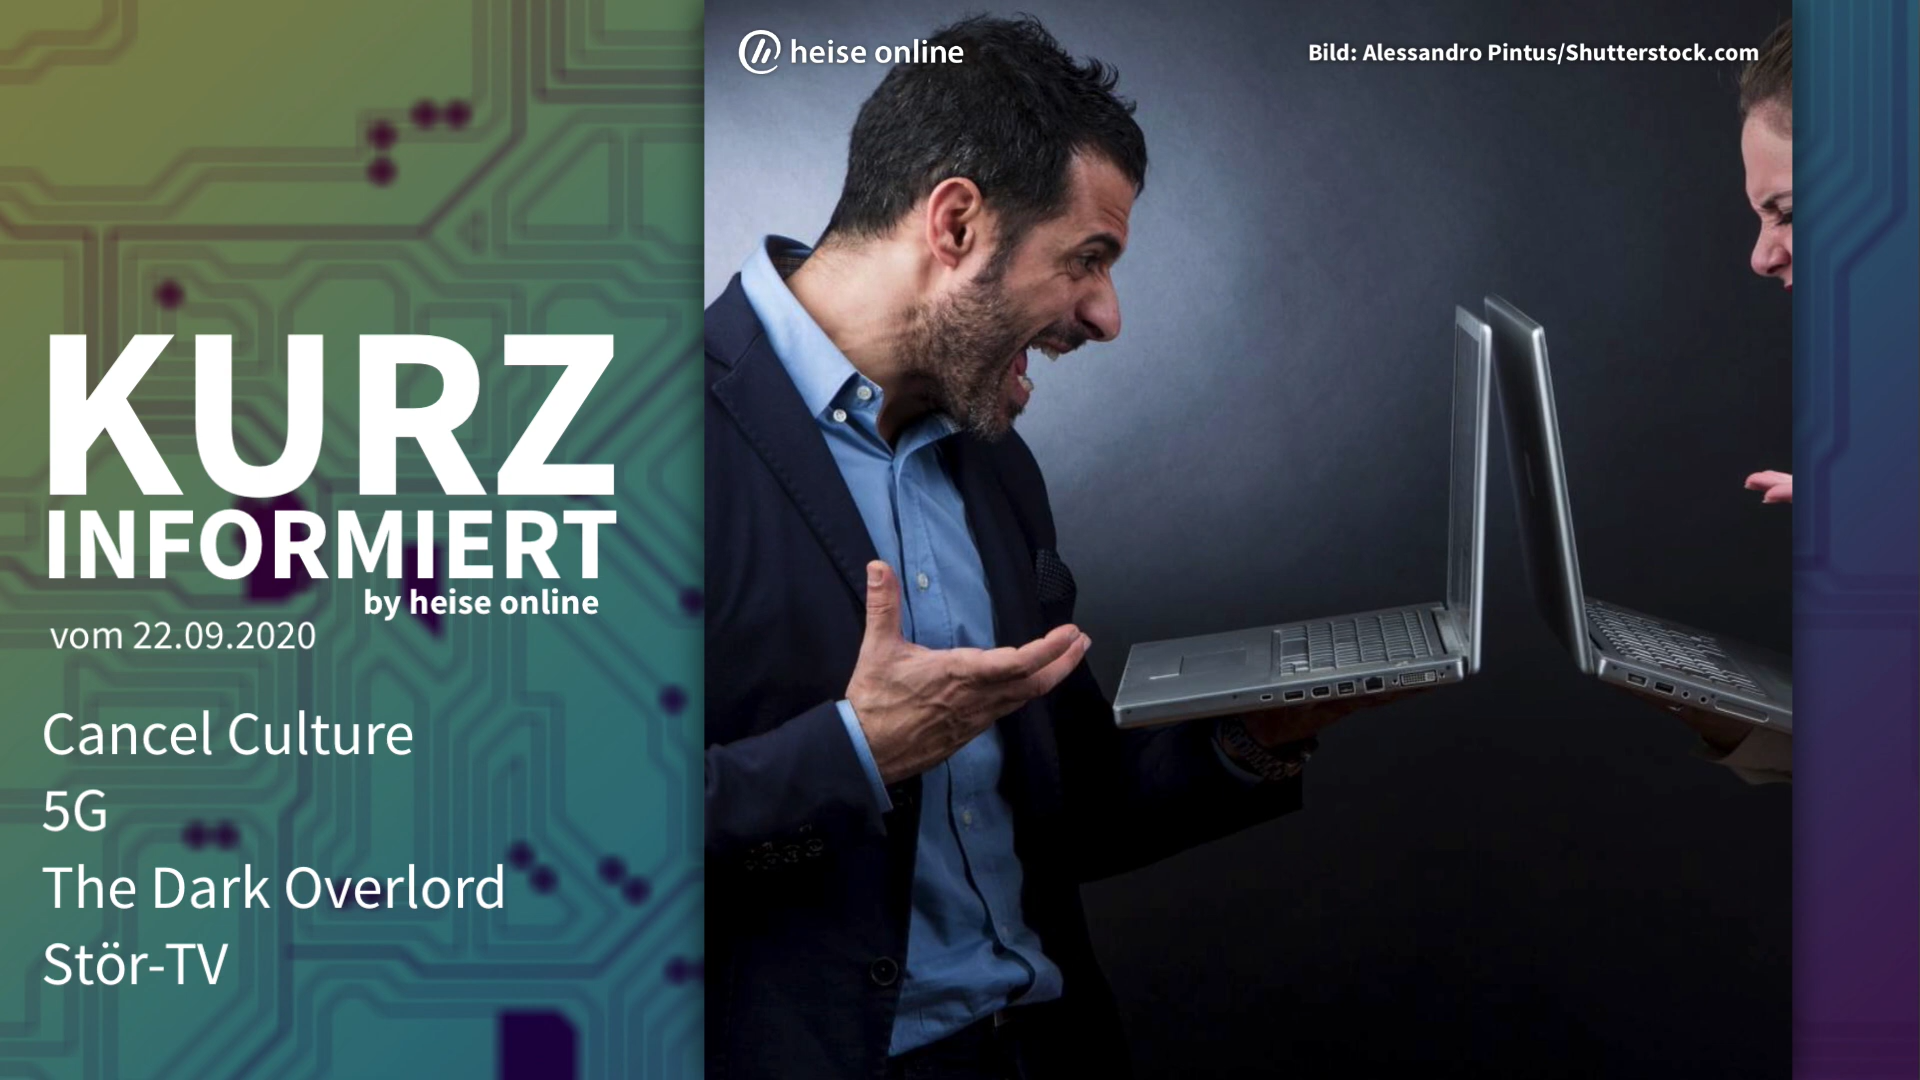 heise online
Bild: Alessandro Pintus/Shutterstock.com
KURZ
INFORMIERT
by heise online
vom 22.09.2020
Cancel Culture
5G
The Dark Overlord
Stör-TV